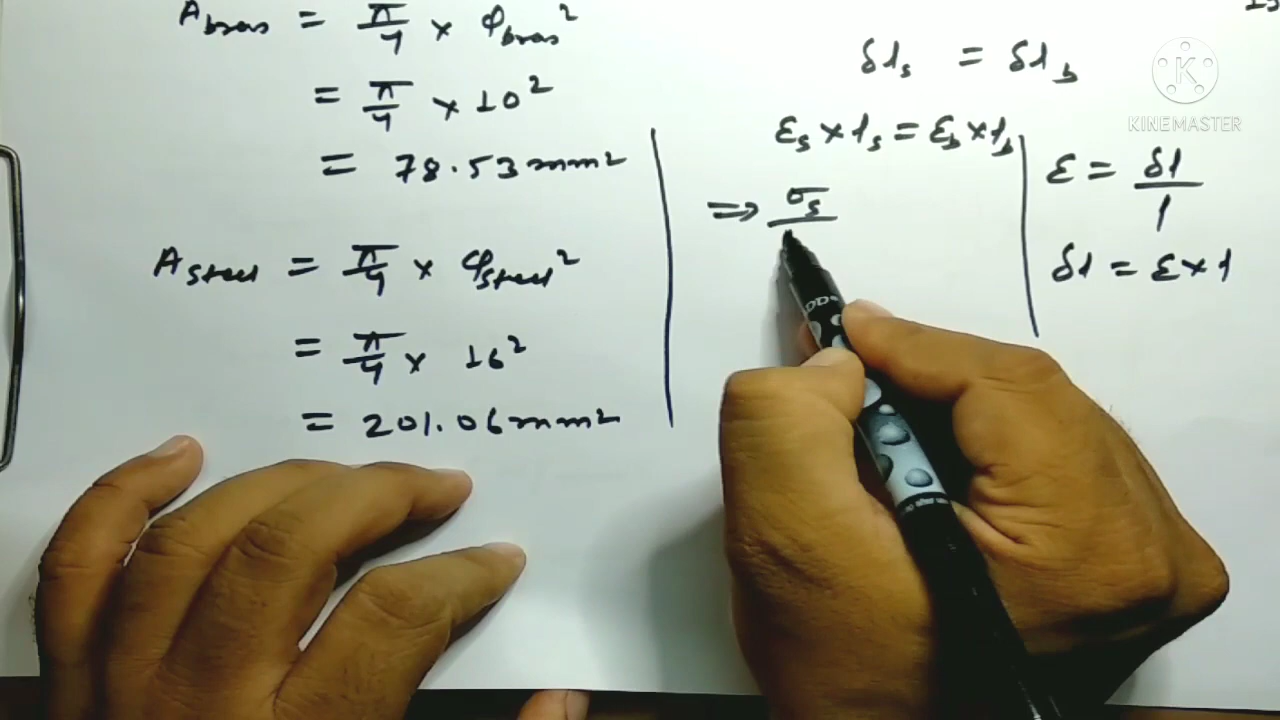 A_brass = π/4 × φ_brass²
= π/4 × 10²
= 78.53 mm²
A_steel = π/4 × φ_steel²
= π/4 × 16²
= 201.06 mm²
δl_s = δl_b
ε_s × l_s = ε_b × l_b
⇒ σ_s
ε = δl/l
δl = ε × l
K
KINEMASTER